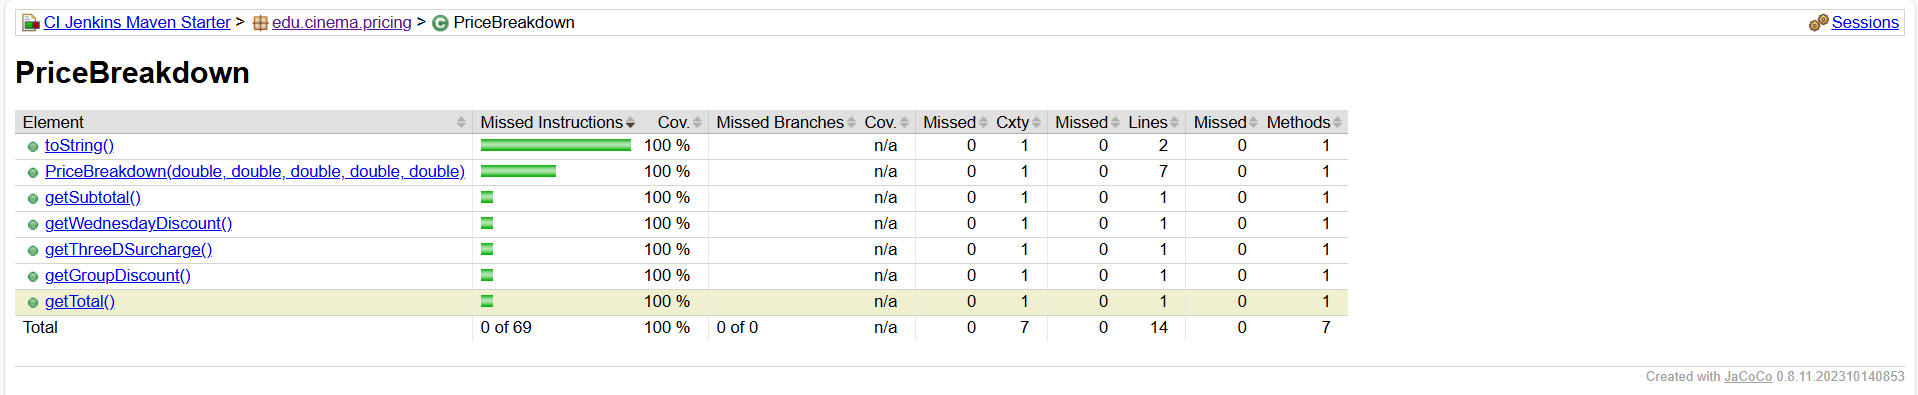 CI Jenkins Maven Starter > edu.cinema.pricing > PriceBreakdown Sessions
PriceBreakdown
Element Missed Instructions Cov. Missed Branches Cov. Missed Cxty Missed Lines Missed Methods
toString() 100 % n/a 0 1 0 2 0 1
PriceBreakdown(double, double, double, double, double) 100 % n/a 0 1 0 7 0 1
getSubtotal() 100 % n/a 0 1 0 1 0 1
getWednesdayDiscount() 100 % n/a 0 1 0 1 0 1
getThreeDSurcharge() 100 % n/a 0 1 0 1 0 1
getGroupDiscount() 100 % n/a 0 1 0 1 0 1
getTotal() 100 % n/a 0 1 0 1 0 1
Total 0 of 69 100 % 0 of 0 n/a 0 7 0 14 0 7
Created with JaCoCo 0.8.11.202310140853